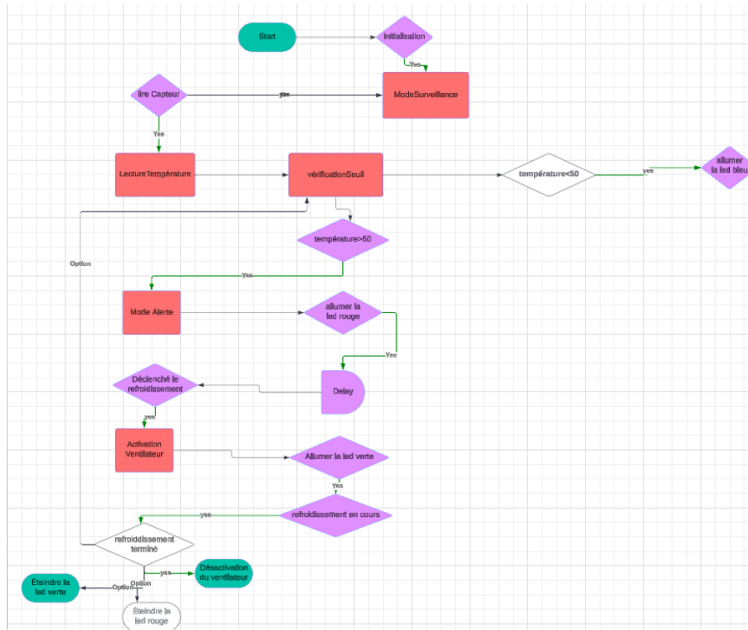 Start
initialisation
Yes
lire Capteur
yes
ModeSurveillance
Yes
LectureTempérature
vérificationSeuil
température<50
yes
allumer
la led bleu
température>50
Option
Yes
Mode Alerte
allumer la
led rouge
Yes
Déclenché le
refroidissement
Delay
yes
Activation
Ventilateur
Allumer la led verte
Yes
refroidissement en cours
yes
refroiddissement
terminé
yes
Désactivation
du ventilateur
Option
Option
Éteindre la
led verte
Éteindre la
led rouge